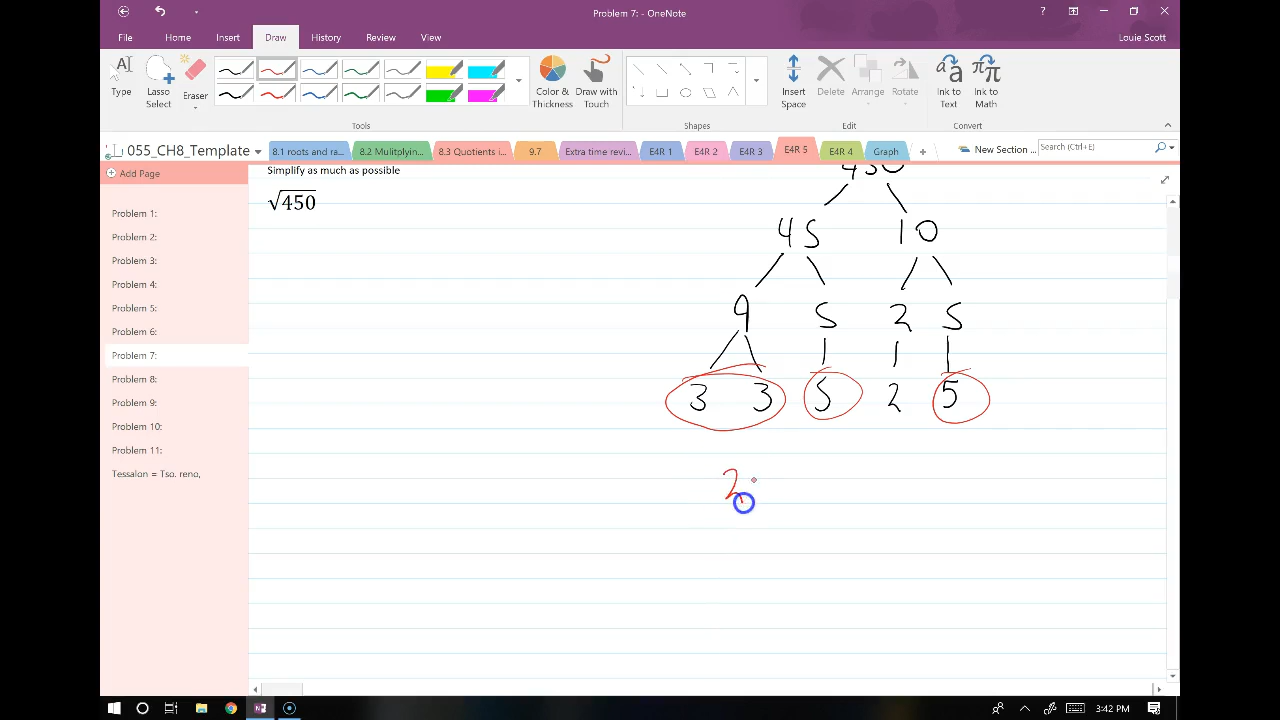 Problem 7: - OneNote
?
File Home Insert Draw History Review View
Louie Scott
Type Lasso Select Eraser Color & Thickness Draw with Touch Insert Space Delete Arrange Rotate Ink to Text Ink to Math
Tools Shapes Edit Convert
055_CH8_Template 8.1 roots and ra... 8.2 Mulitplying... 8.3 Quotients i... 9.7 Extra time revi... E4R 1 E4R 2 E4R 3 E4R 5 E4R 4 Graph + New Section... Search (Ctrl+E)
Add Page
Problem 1:
Problem 2:
Problem 3:
Problem 4:
Problem 5:
Problem 6:
Problem 7:
Problem 8:
Problem 9:
Problem 10:
Problem 11:
Tessalon = Tso. reno,
Simplify as much as possible
√450
450
45 10
9 5 2 5
3 3 5 2 5
2
3:42 PM